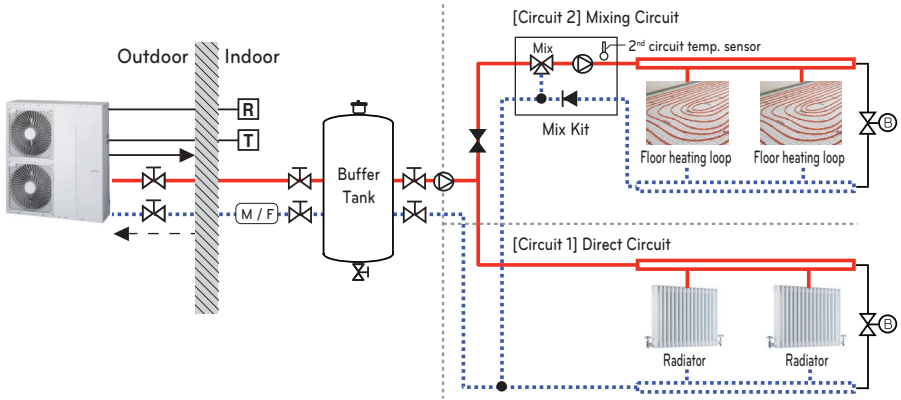 [Circuit 2] Mixing Circuit
Outdoor
Indoor
Mix
2nd circuit temp. sensor
R
T
Mix Kit
B
Floor heating loop
Floor heating loop
Buffer
Tank
M / F
[Circuit 1] Direct Circuit
B
Radiator
Radiator